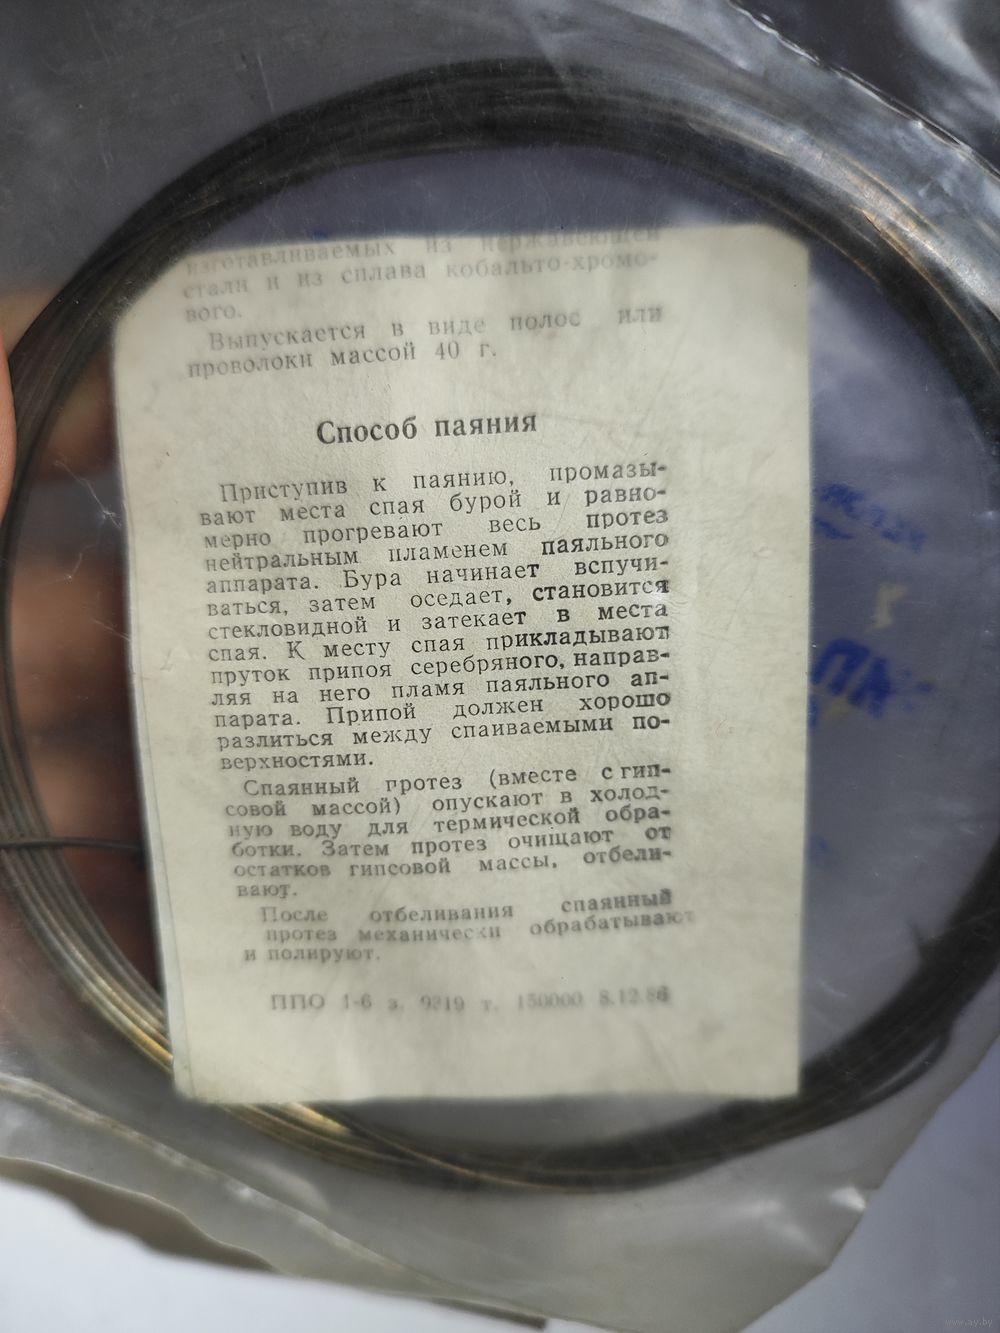 изготавливаемых из нержавеющей
стали и из сплава кобальто-хромо-
вого.
Выпускается в виде полос или
проволоки массой 40 г.
Способ паяния
Приступив к паянию, промазы-
вают места спая бурой и равно-
мерно прогревают весь протез
нейтральным пламенем паяльного
аппарата. Бура начинает вспучи-
ваться, затем оседает, становится
стекловидной и затекает в места
спая. К месту спая прикладывают
пруток припоя серебряного, направ-
ляя на него пламя паяльного ап-
парата. Припой должен хорошо
разлиться между спаиваемыми по-
верхностями.
Спаянный протез (вместе с гип-
совой массой) опускают в холод-
ную воду для термической обра-
ботки. Затем протез очищают от
остатков гипсовой массы, отбели-
вают.
После отбеливания спаянный
протез механически обрабатывают
и полируют.
ППО 1-6 з. 9319 т. 150000 8.12.86
www.ay.by